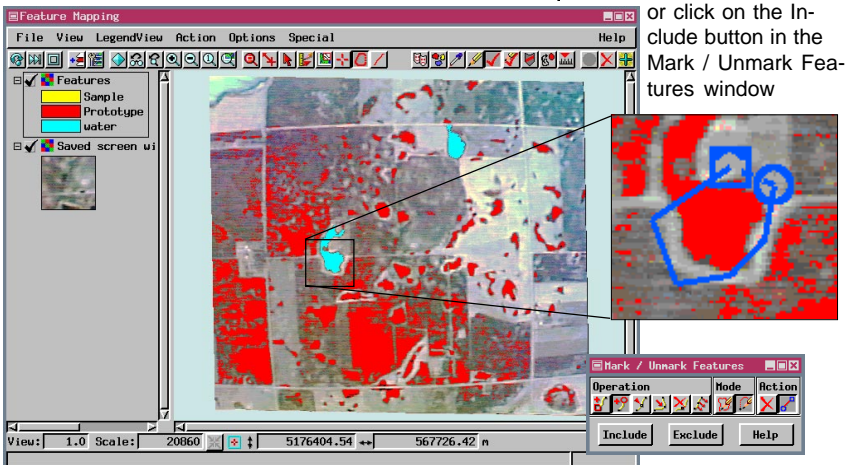 or click on the In-
clude button in the
Mark / Unmark Fea-
tures window
Feature Mapping
File View LegendView Action Options Special Help
Features
Sample
Prototype
water
Saved screen wi
View: 1.0 Scale: 20860 5176404.54 567726.42 m
Mark / Unmark Features
Operation Mode Action
Include Exclude Help